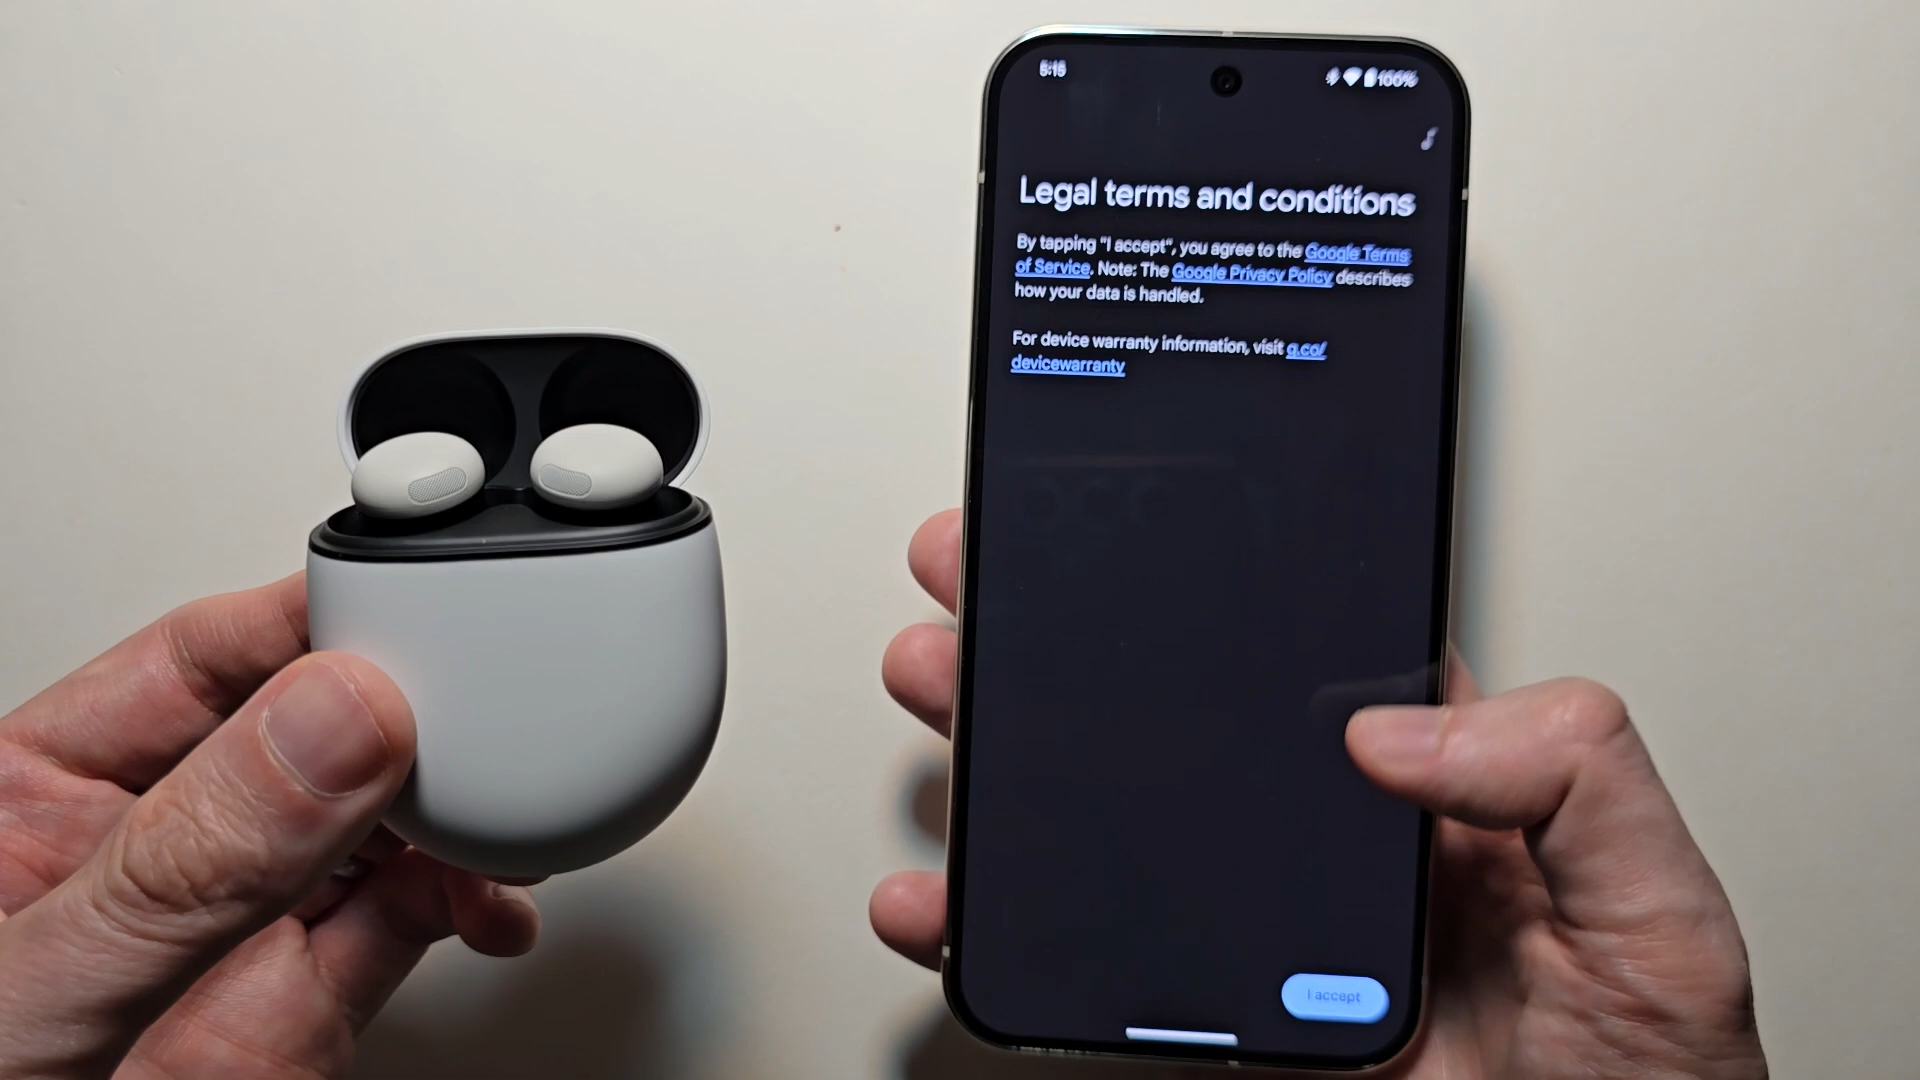 5:15
100%
Legal terms and conditions
By tapping "I accept", you agree to the Google Terms
of Service. Note: The Google Privacy Policy describes
how your data is handled.
For device warranty information, visit g.co/
devicewarranty
I accept